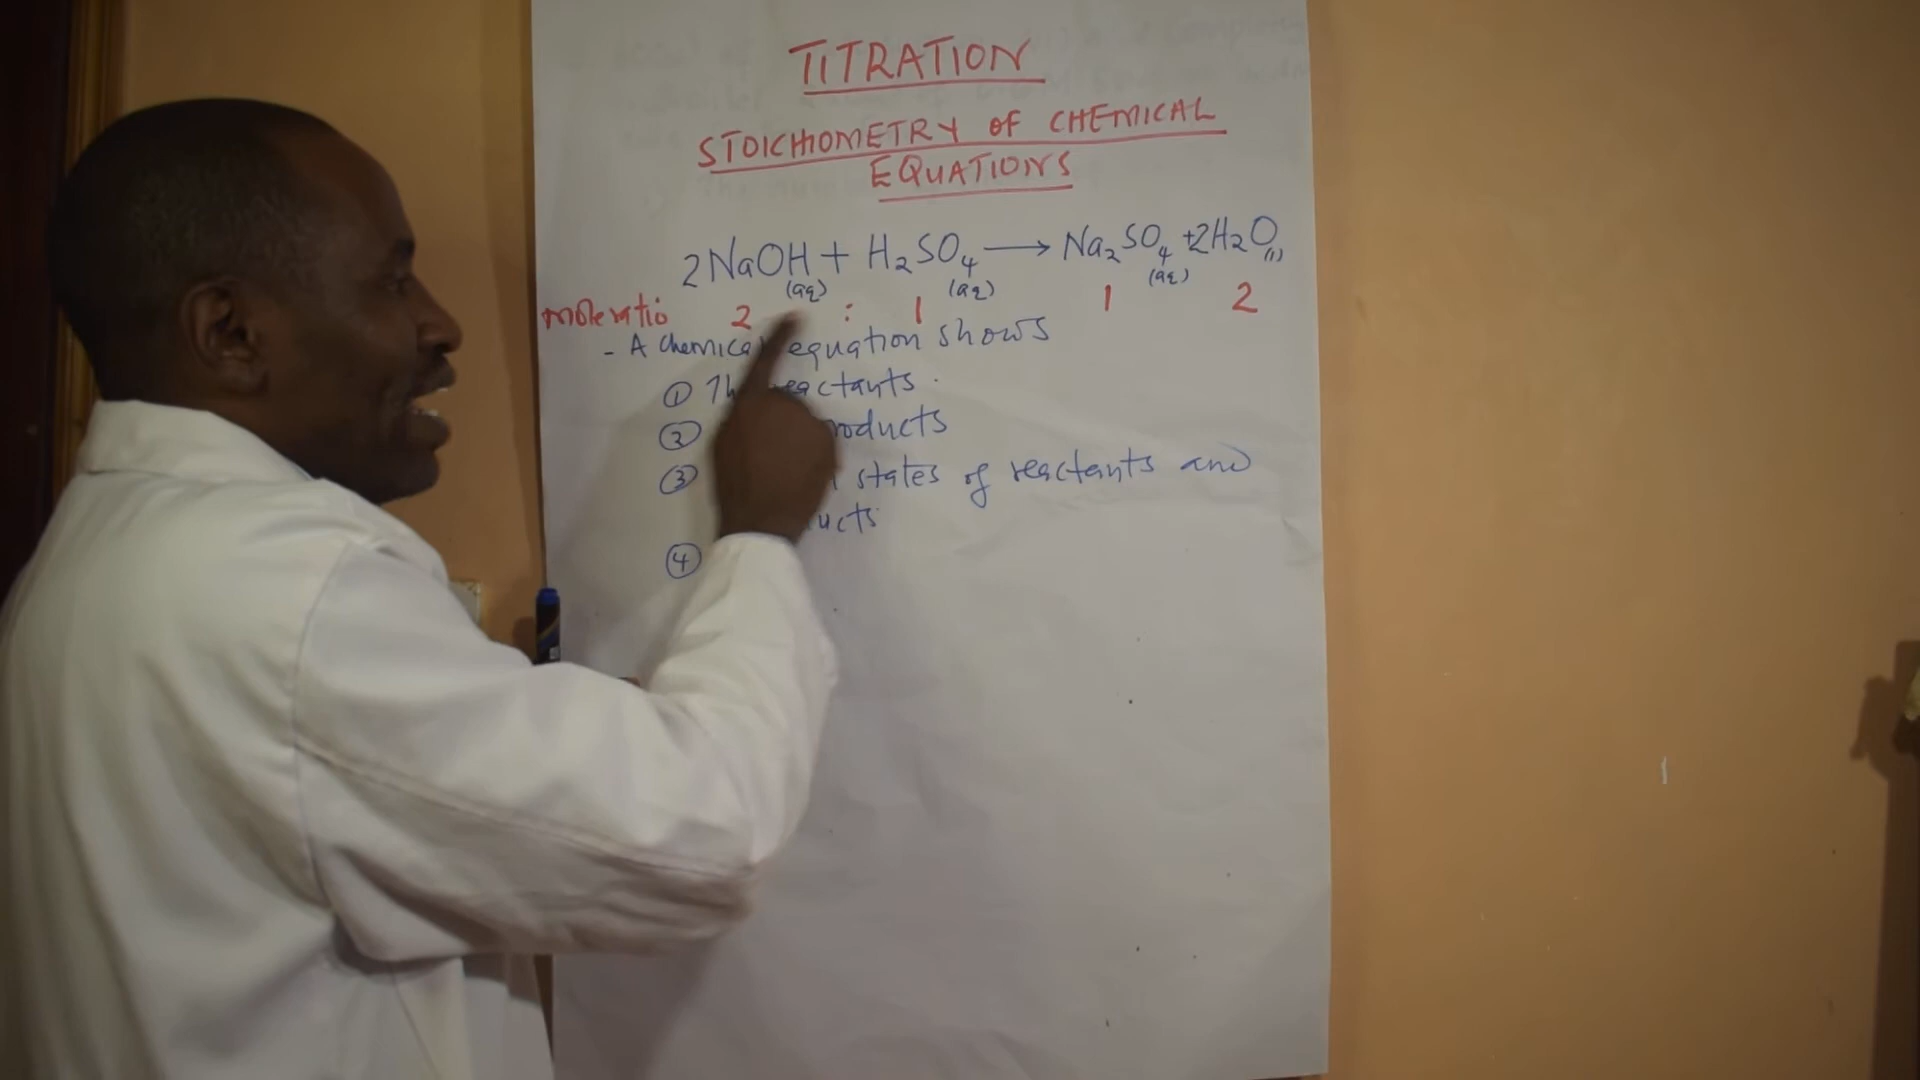 TITRATION
STOICHIOMETRY OF CHEMICAL
EQUATIONS
2NaOH(aq) + H₂SO₄(aq) ⟶ Na₂SO₄(aq) + 2H₂O(l)
mole ratio 2 : 1 1 2
- A chemical equation shows
① The reactants.
② products
③ states of reactants and
ucts
④